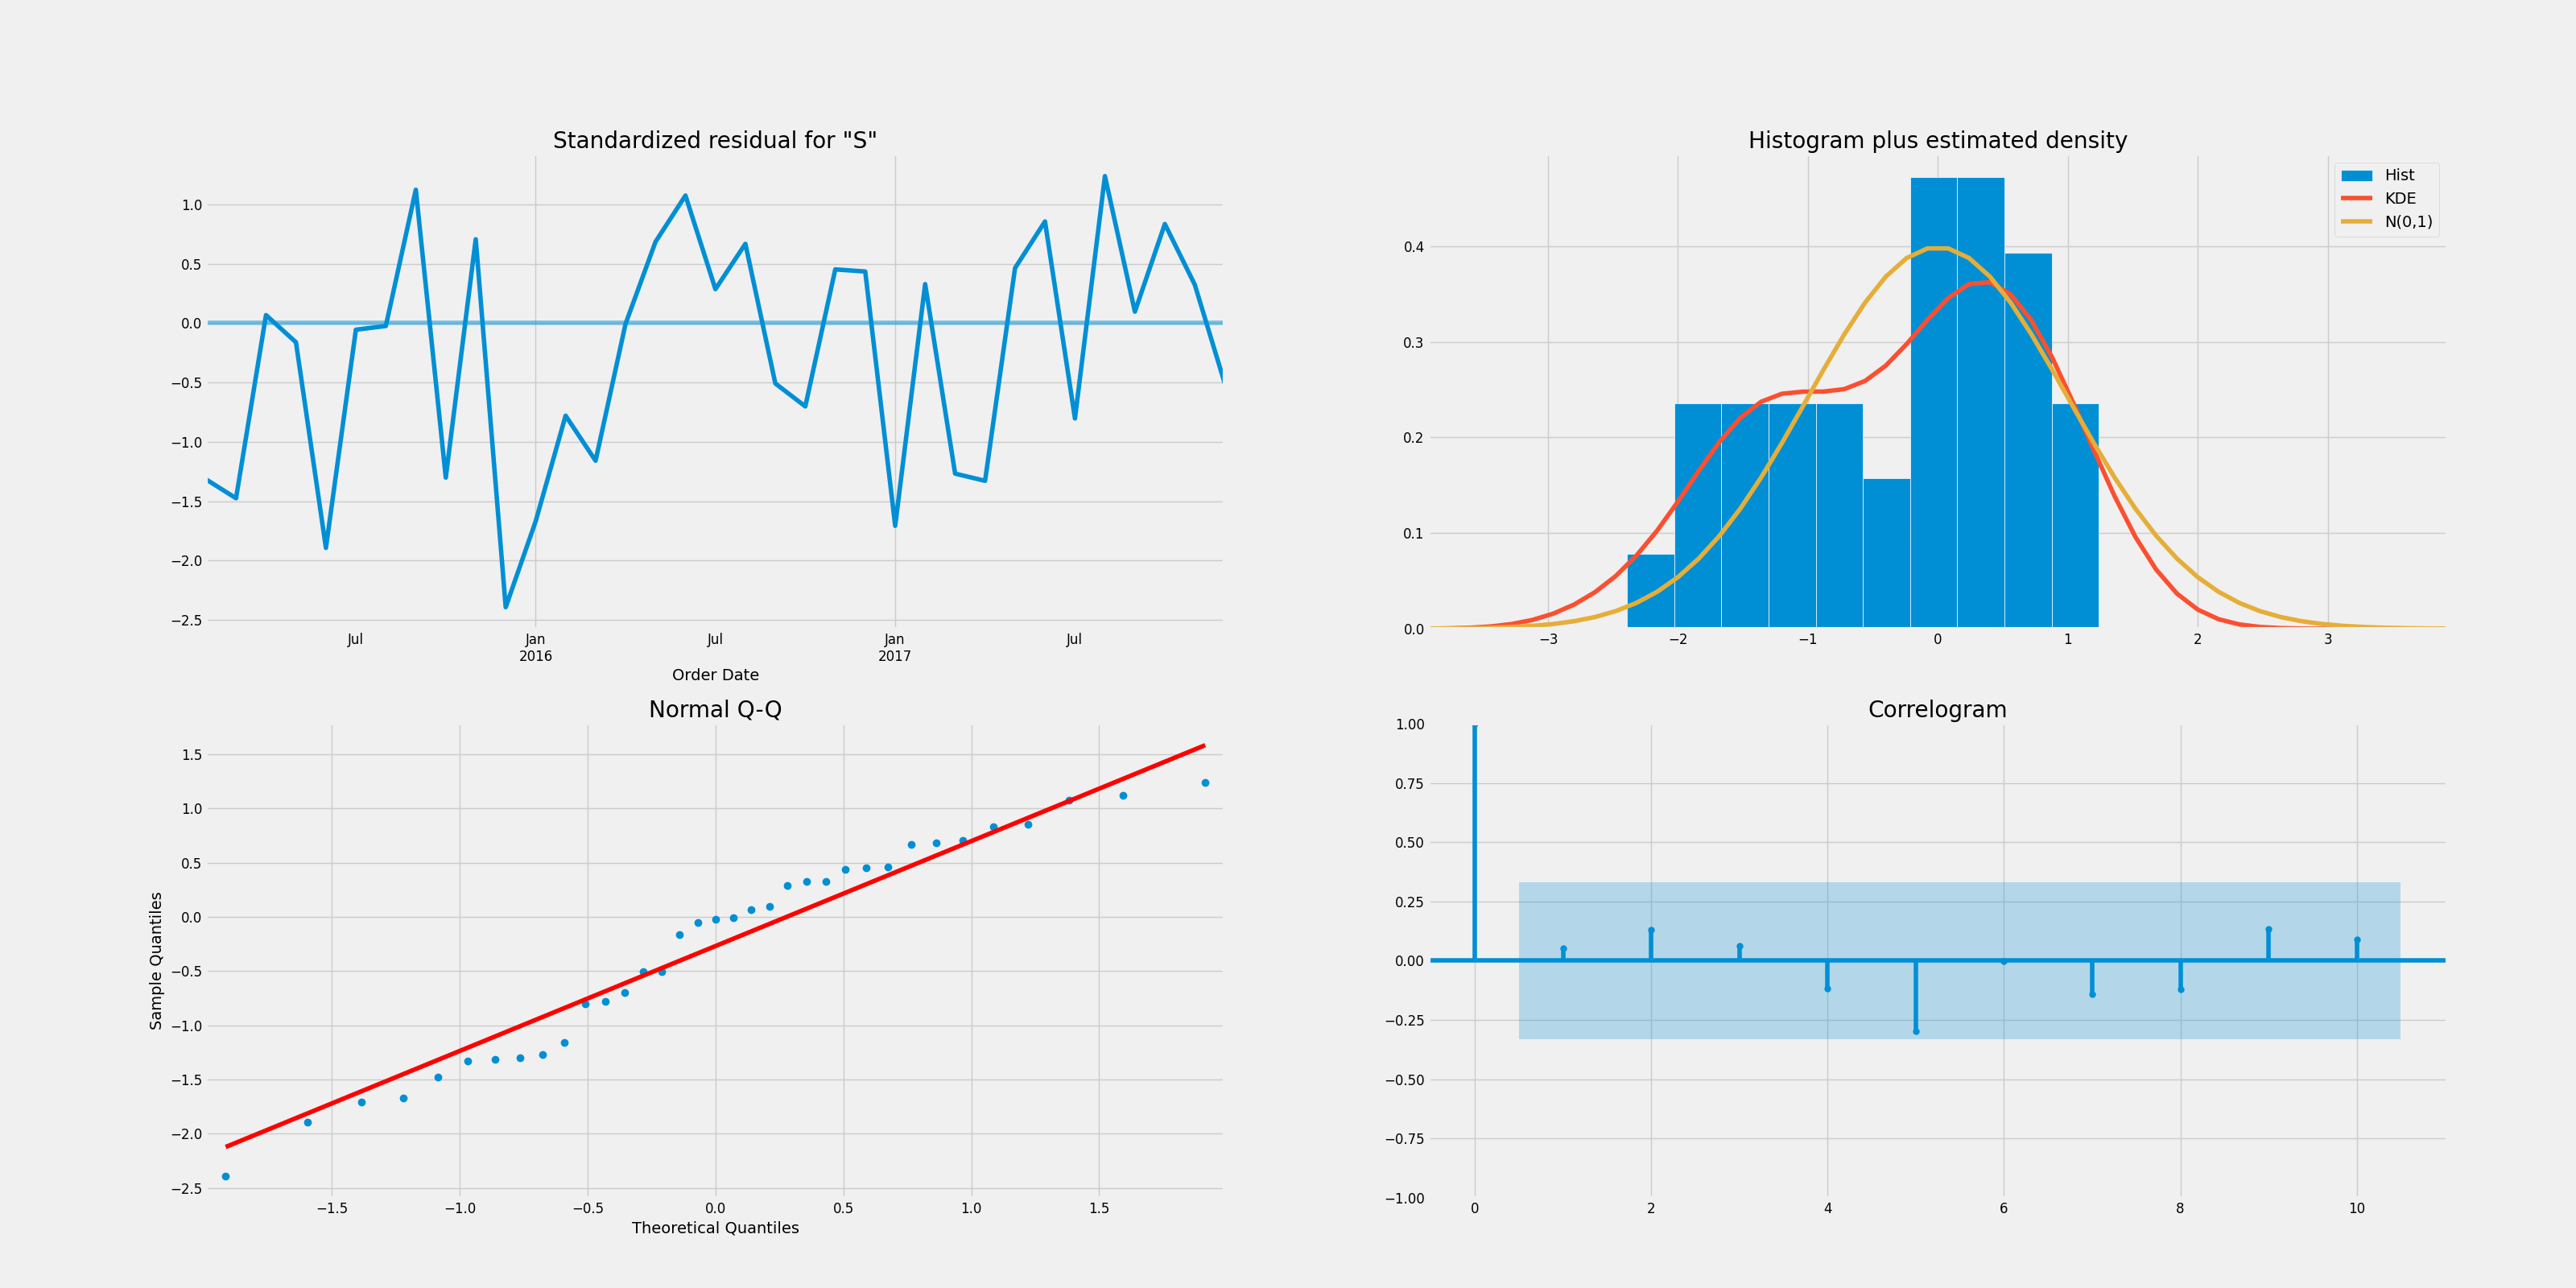 Standardized residual for "S"
1.0
0.5
0.0
−0.5
−1.0
−1.5
−2.0
−2.5
Jul Jan Jul Jan Jul
2016 2017
Order Date
Histogram plus estimated density
Hist
KDE
N(0,1)
0.4
0.3
0.2
0.1
0.0
−3 −2 −1 0 1 2 3
Normal Q-Q
Sample Quantiles
1.5
1.0
0.5
0.0
−0.5
−1.0
−1.5
−2.0
−2.5
−1.5 −1.0 −0.5 0.0 0.5 1.0 1.5
Theoretical Quantiles
Correlogram
1.00
0.75
0.50
0.25
0.00
−0.25
−0.50
−0.75
−1.00
0 2 4 6 8 10